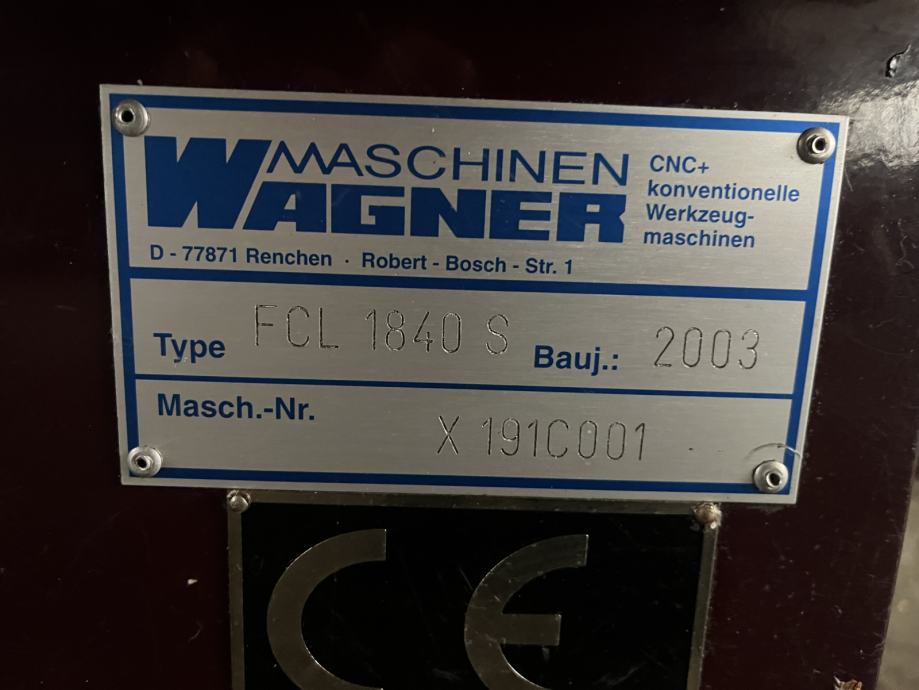 MASCHINEN
WAGNER
CNC+
konventionelle
Werkzeug-
maschinen
D - 77871 Renchen · Robert - Bosch - Str. 1
Type FCL 1840 S Bauj.: 2003
Masch.-Nr. X 191C001
CE